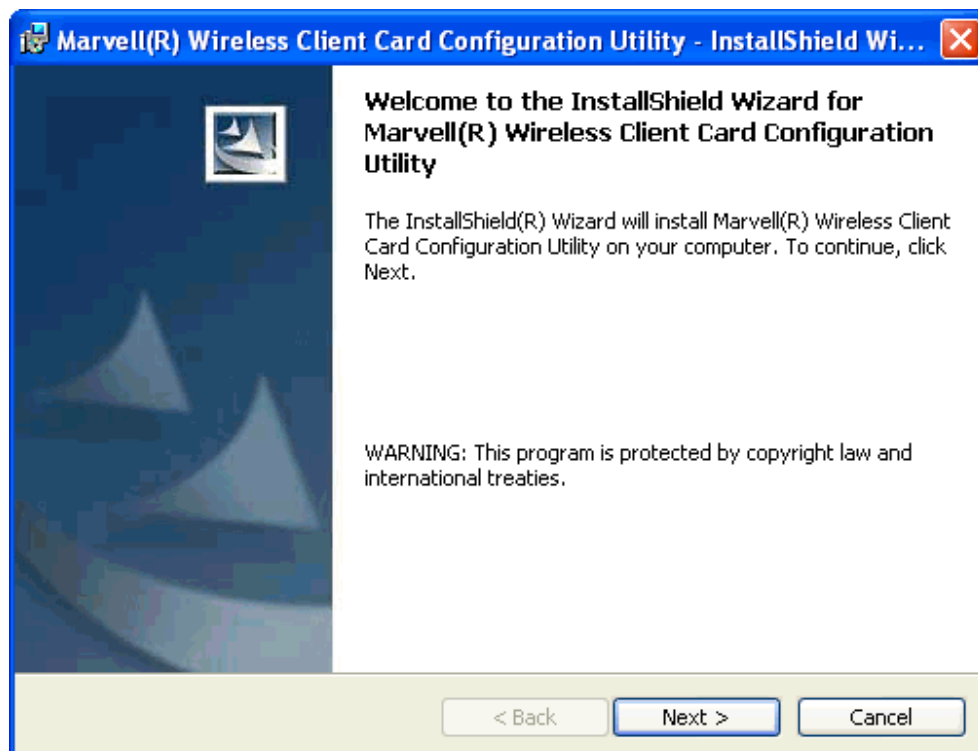 Marvell(R) Wireless Client Card Configuration Utility - InstallShield Wi...
Welcome to the InstallShield Wizard for
Marvell(R) Wireless Client Card Configuration
Utility
The InstallShield(R) Wizard will install Marvell(R) Wireless Client
Card Configuration Utility on your computer. To continue, click
Next.
WARNING: This program is protected by copyright law and
international treaties.
< Back
Next >
Cancel